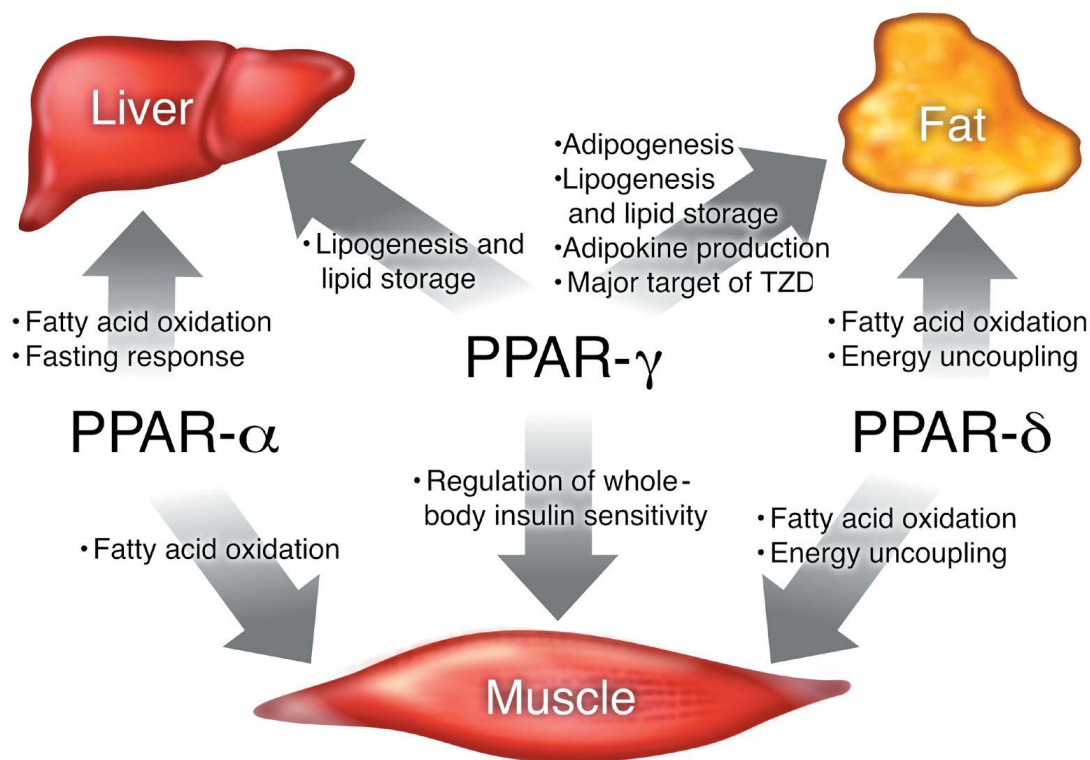 Liver
Fat
•Adipogenesis
•Lipogenesis
and lipid storage
•Adipokine production
•Major target of TZD
•Lipogenesis and
lipid storage
•Fatty acid oxidation
•Fasting response
•Fatty acid oxidation
•Energy uncoupling
PPAR-γ
PPAR-α
PPAR-δ
•Regulation of whole-
body insulin sensitivity
•Fatty acid oxidation
•Fatty acid oxidation
•Energy uncoupling
Muscle